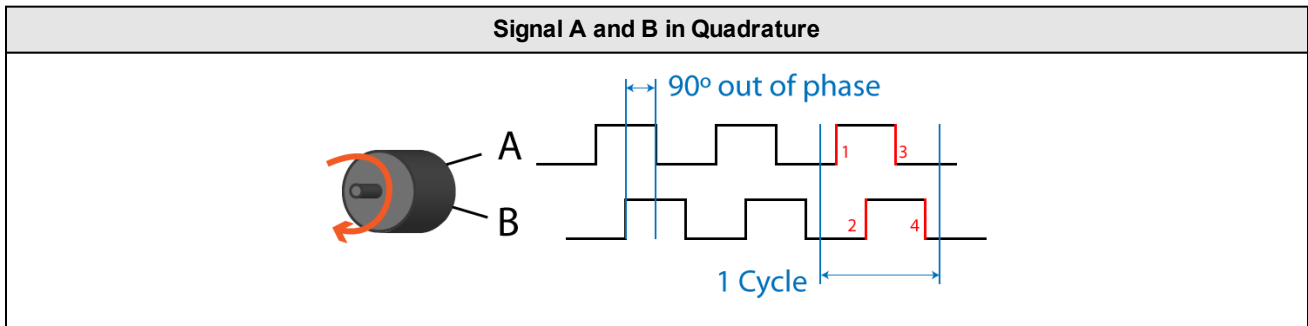 Signal A and B in Quadrature
90º out of phase
A
1
3
B
2
4
1 Cycle